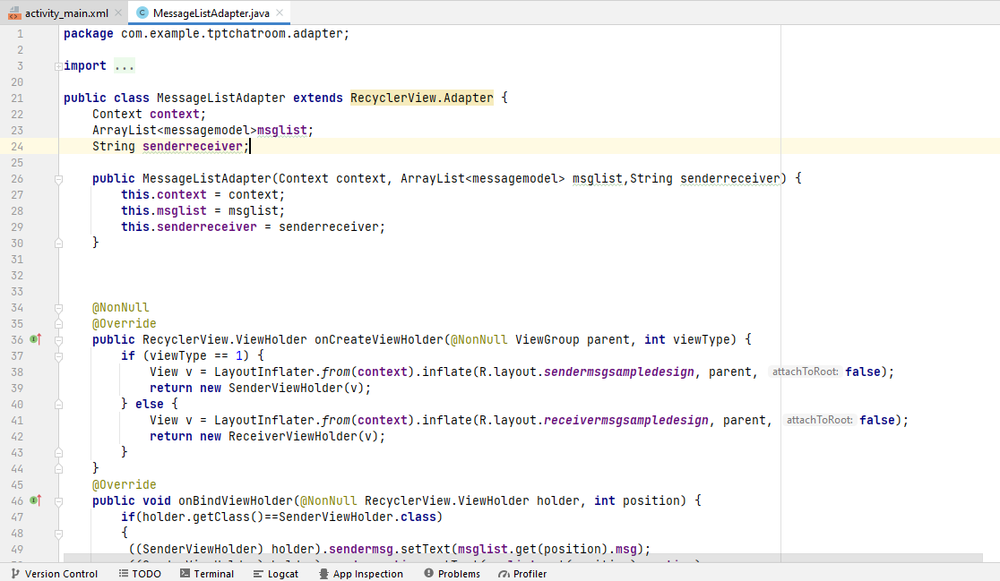 activity_main.xml MessageListAdapter.java
1 package com.example.tptchatroom.adapter;
2
3 import ...
20
21 public class MessageListAdapter extends RecyclerView.Adapter {
22 Context context;
23 ArrayList<messagemodel>msglist;
24 String senderreceiver;
25
26 public MessageListAdapter(Context context, ArrayList<messagemodel> msglist,String senderreceiver) {
27 this.context = context;
28 this.msglist = msglist;
29 this.senderreceiver = senderreceiver;
30 }
31
32
33
34 @NonNull
35 @Override
36 public RecyclerView.ViewHolder onCreateViewHolder(@NonNull ViewGroup parent, int viewType) {
37 if (viewType == 1) {
38 View v = LayoutInflater.from(context).inflate(R.layout.sendermsgsampledesign, parent, attachToRoot: false);
39 return new SenderViewHolder(v);
40 } else {
41 View v = LayoutInflater.from(context).inflate(R.layout.receivermsgsampledesign, parent, attachToRoot: false);
42 return new ReceiverViewHolder(v);
43 }
44 }
45 @Override
46 public void onBindViewHolder(@NonNull RecyclerView.ViewHolder holder, int position) {
47 if(holder.getClass()==SenderViewHolder.class)
48 {
49 ((SenderViewHolder) holder).sendermsg.setText(msglist.get(position).msg);
Version Control TODO Terminal Logcat App Inspection Problems Profiler